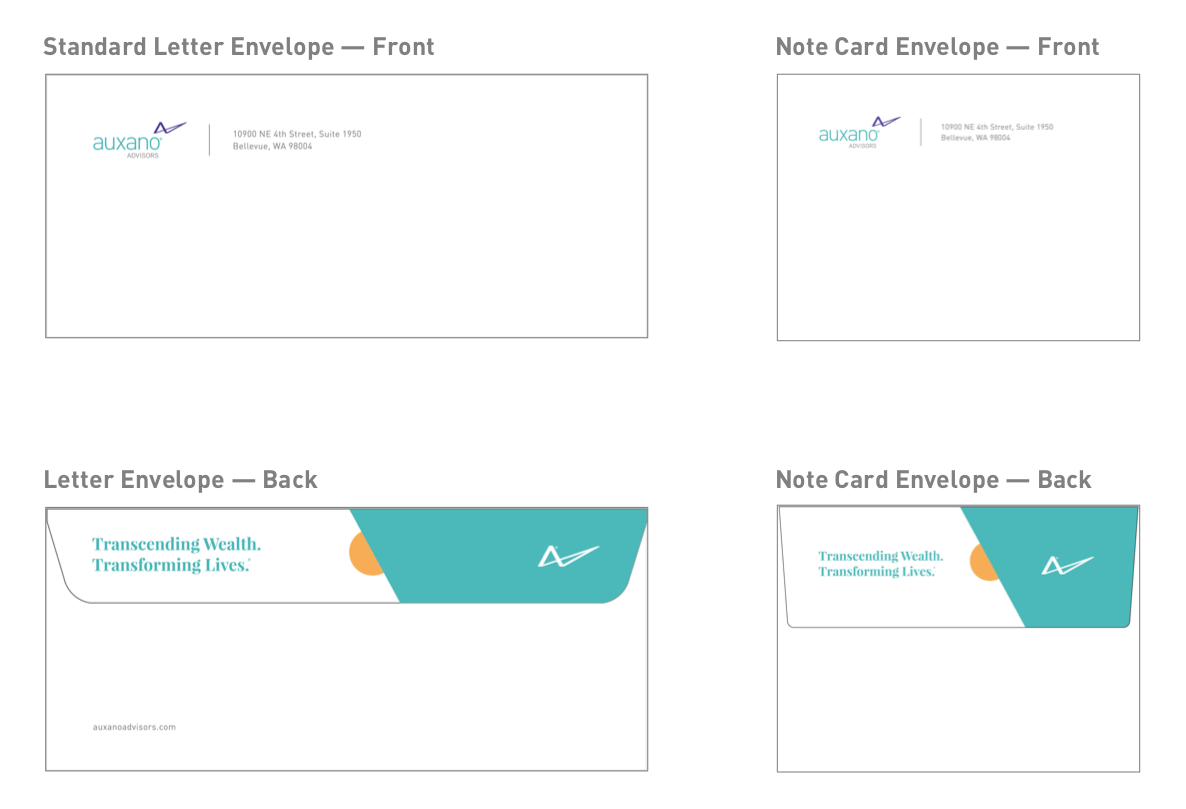 Standard Letter Envelope — Front
auxano
ADVISORS
10900 NE 4th Street, Suite 1950
Bellevue, WA 98004
Note Card Envelope — Front
auxano
ADVISORS
10900 NE 4th Street, Suite 1950
Bellevue, WA 98004
Letter Envelope — Back
Transcending Wealth.
Transforming Lives.
auxanoadvisors.com
Note Card Envelope — Back
Transcending Wealth.
Transforming Lives.